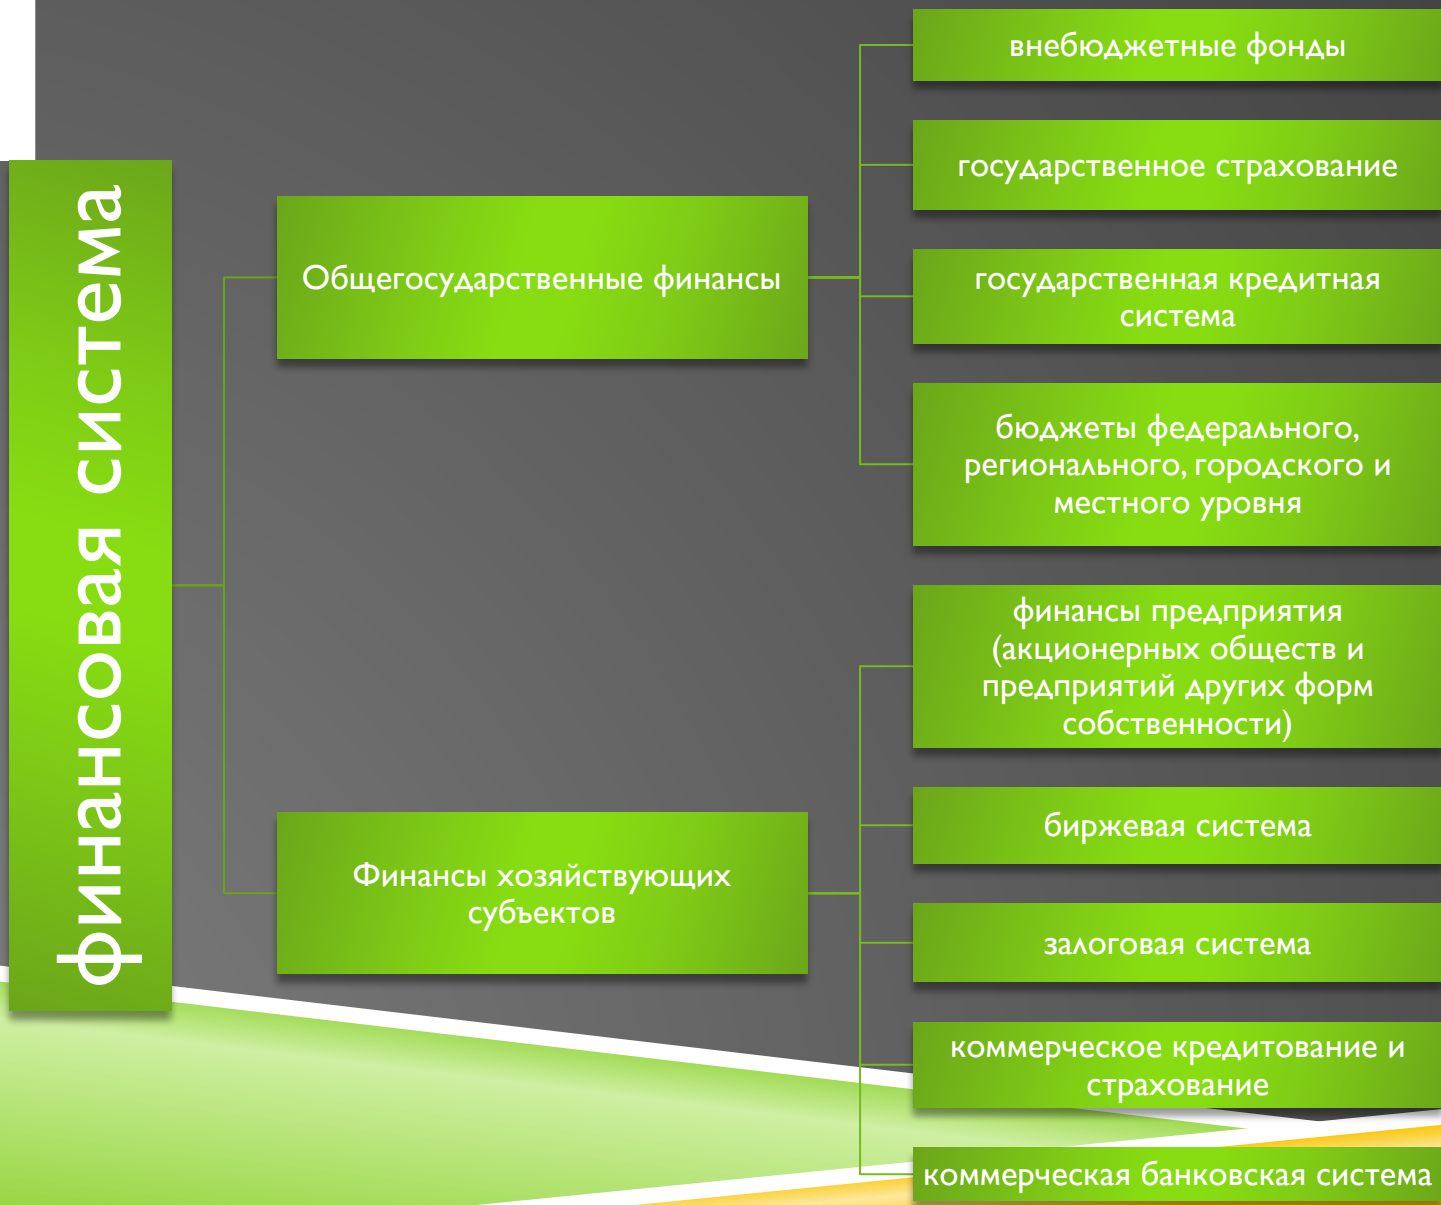 финансовая система
Общегосударственные финансы
внебюджетные фонды
государственное страхование
государственная кредитная
система
бюджеты федерального,
регионального, городского и
местного уровня
Финансы хозяйствующих
субъектов
финансы предприятия
(акционерных обществ и
предприятий других форм
собственности)
биржевая система
залоговая система
коммерческое кредитование и
страхование
коммерческая банковская система